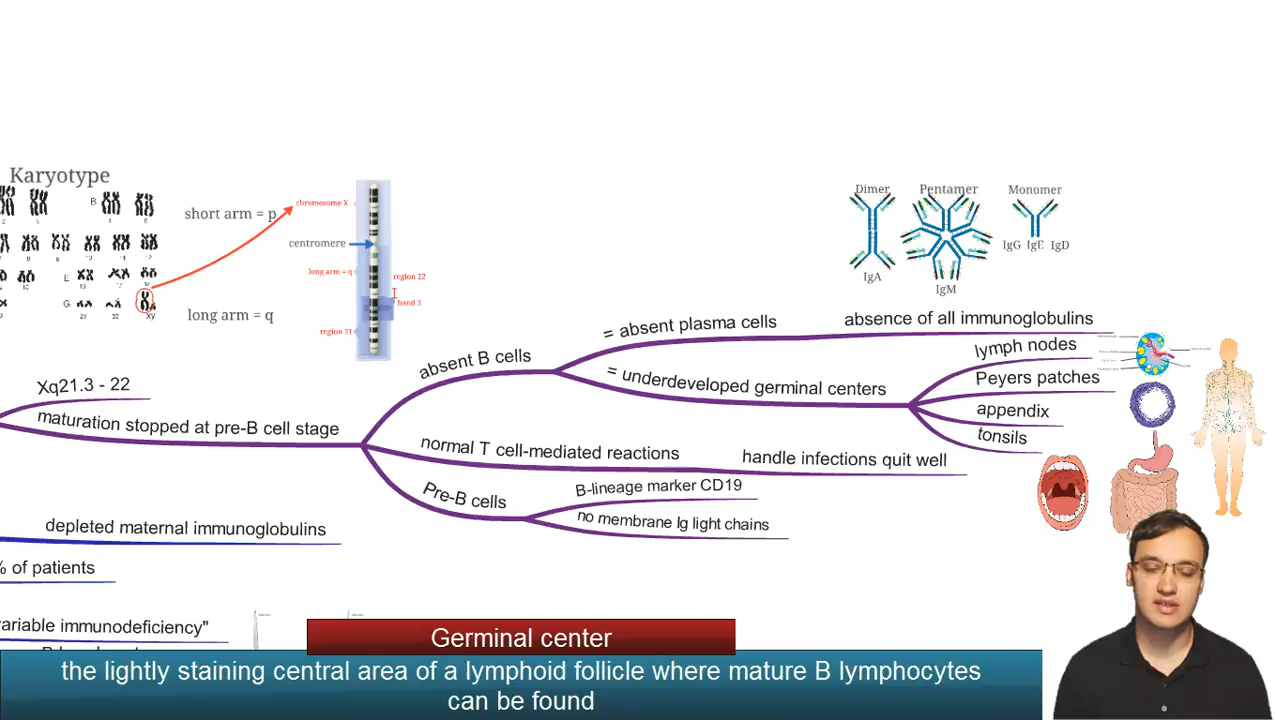 Karyotype
B
short arm = p
chromosome X
centromere
long arm = q
region 22
band 3
region 21
E
G
21
22
Xy
long arm = q
Dimer
Pentamer
Monomer
IgG IgE IgD
IgA
IgM
Xq21.3 - 22
maturation stopped at pre-B cell stage
absent B cells
= absent plasma cells
absence of all immunoglobulins
= underdeveloped germinal centers
lymph nodes
Peyers patches
appendix
tonsils
normal T cell-mediated reactions
handle infections quit well
Pre-B cells
B-lineage marker CD19
no membrane Ig light chains
depleted maternal immunoglobulins
% of patients
variable immunodeficiency"
Germinal center
the lightly staining central area of a lymphoid follicle where mature B lymphocytes
can be found